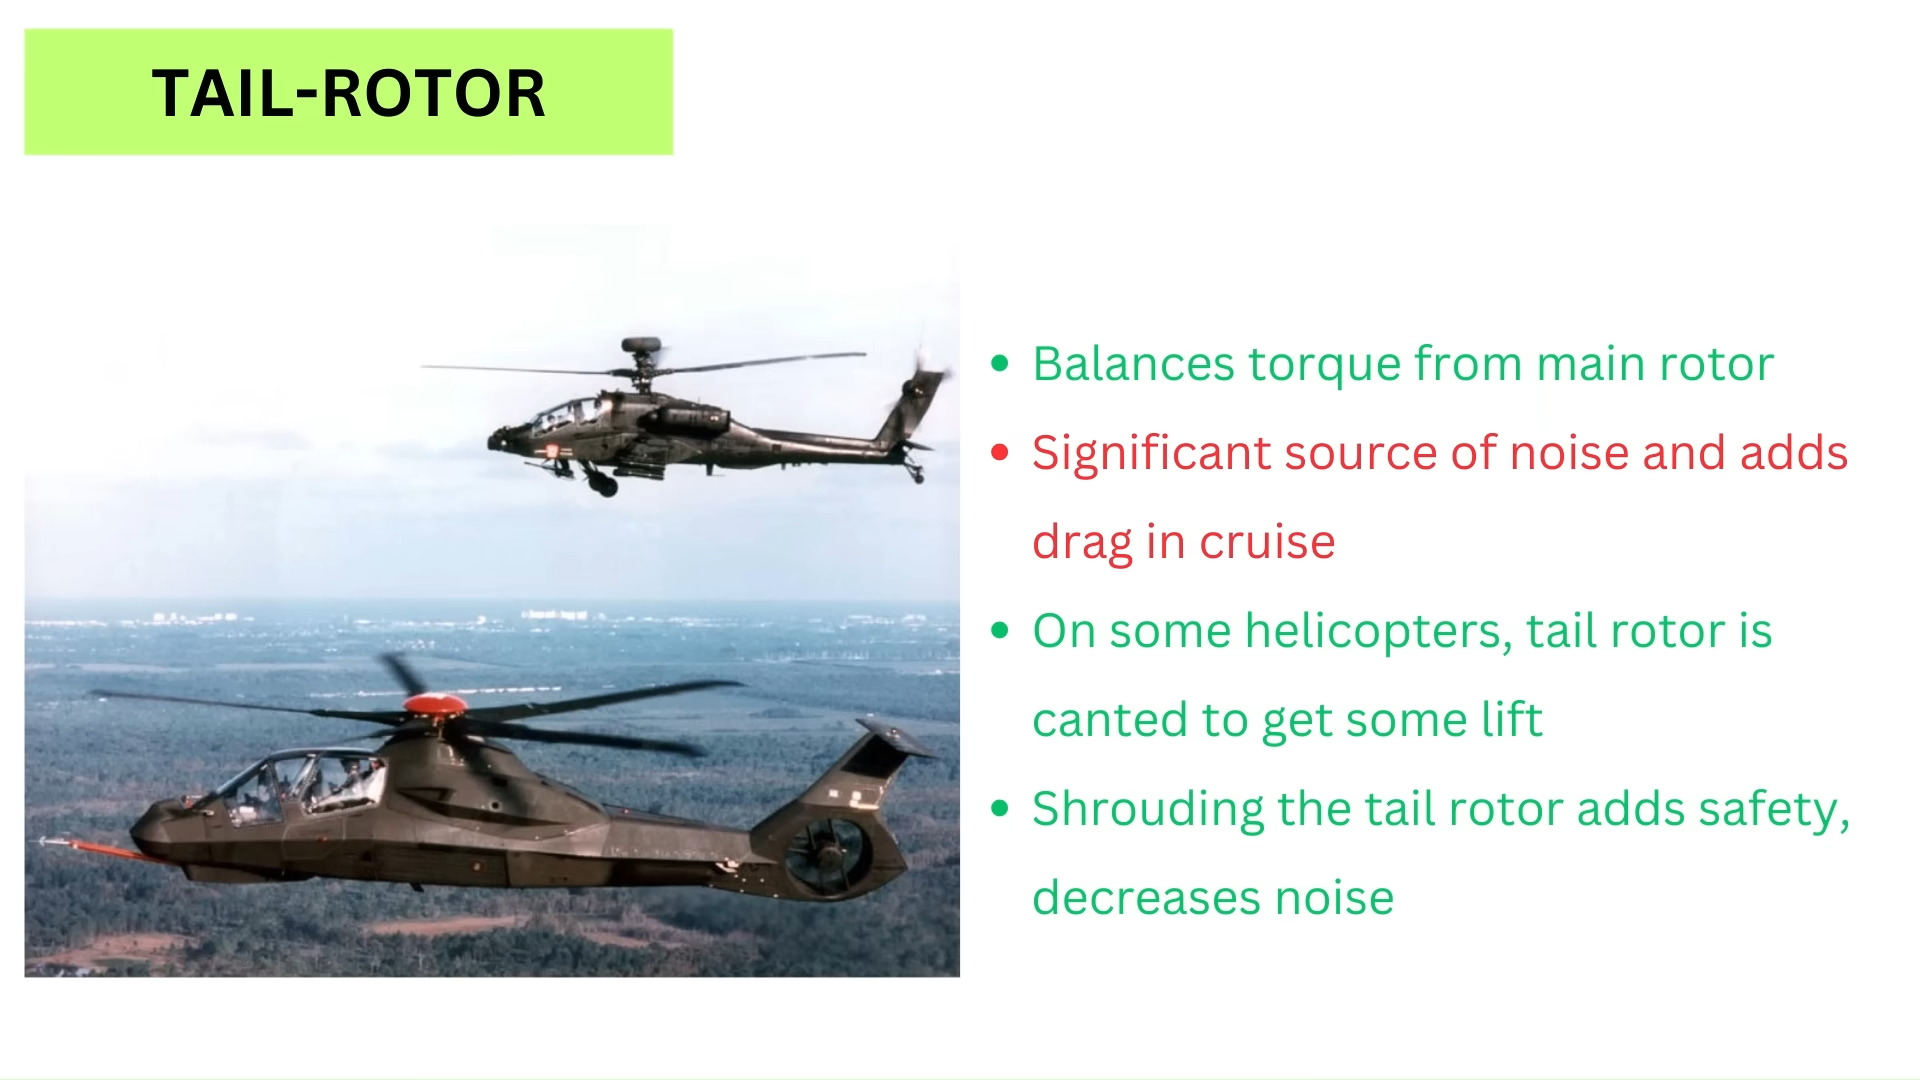 TAIL-ROTOR
• Balances torque from main rotor
• Significant source of noise and adds
drag in cruise
• On some helicopters, tail rotor is
canted to get some lift
• Shrouding the tail rotor adds safety,
decreases noise